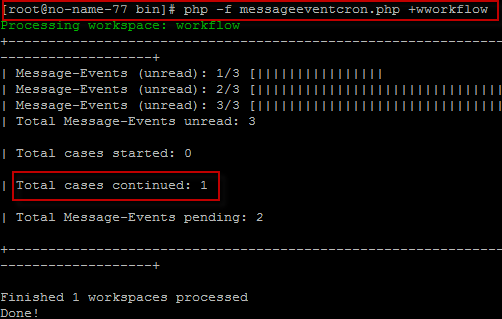 [root@no-name-77 bin]# php -f messageeventcron.php +wworkflow
Processing workspace: workflow
+---------------------------------------------------------------
--------------------+
| Message-Events (unread): 1/3 [||||||||||||||||
| Message-Events (unread): 2/3 [|||||||||||||||||||||||||||||||
| Message-Events (unread): 3/3 [|||||||||||||||||||||||||||||||
| Total Message-Events unread: 3
| Total cases started: 0
| Total cases continued: 1
| Total Message-Events pending: 2
+---------------------------------------------------------------
--------------------+
Finished 1 workspaces processed
Done!